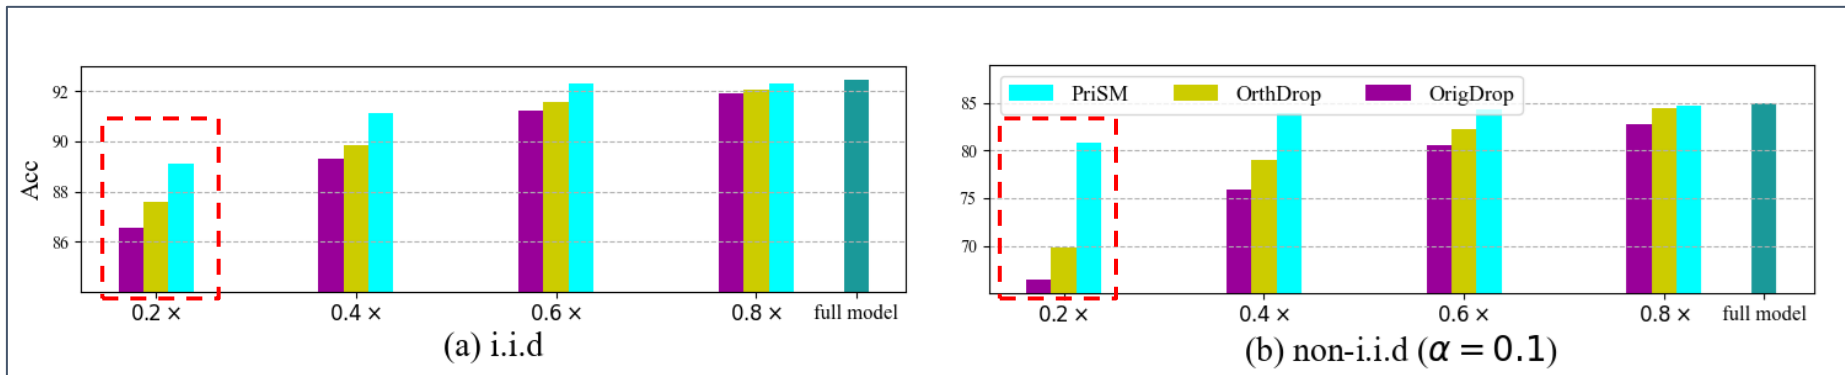 Acc
92
90
88
86
0.2 × 0.4 × 0.6 × 0.8 × full model
(a) i.i.d
PriSM OrthDrop OrigDrop
85
80
75
70
0.2 × 0.4 × 0.6 × 0.8 × full model
(b) non-i.i.d (α = 0.1)